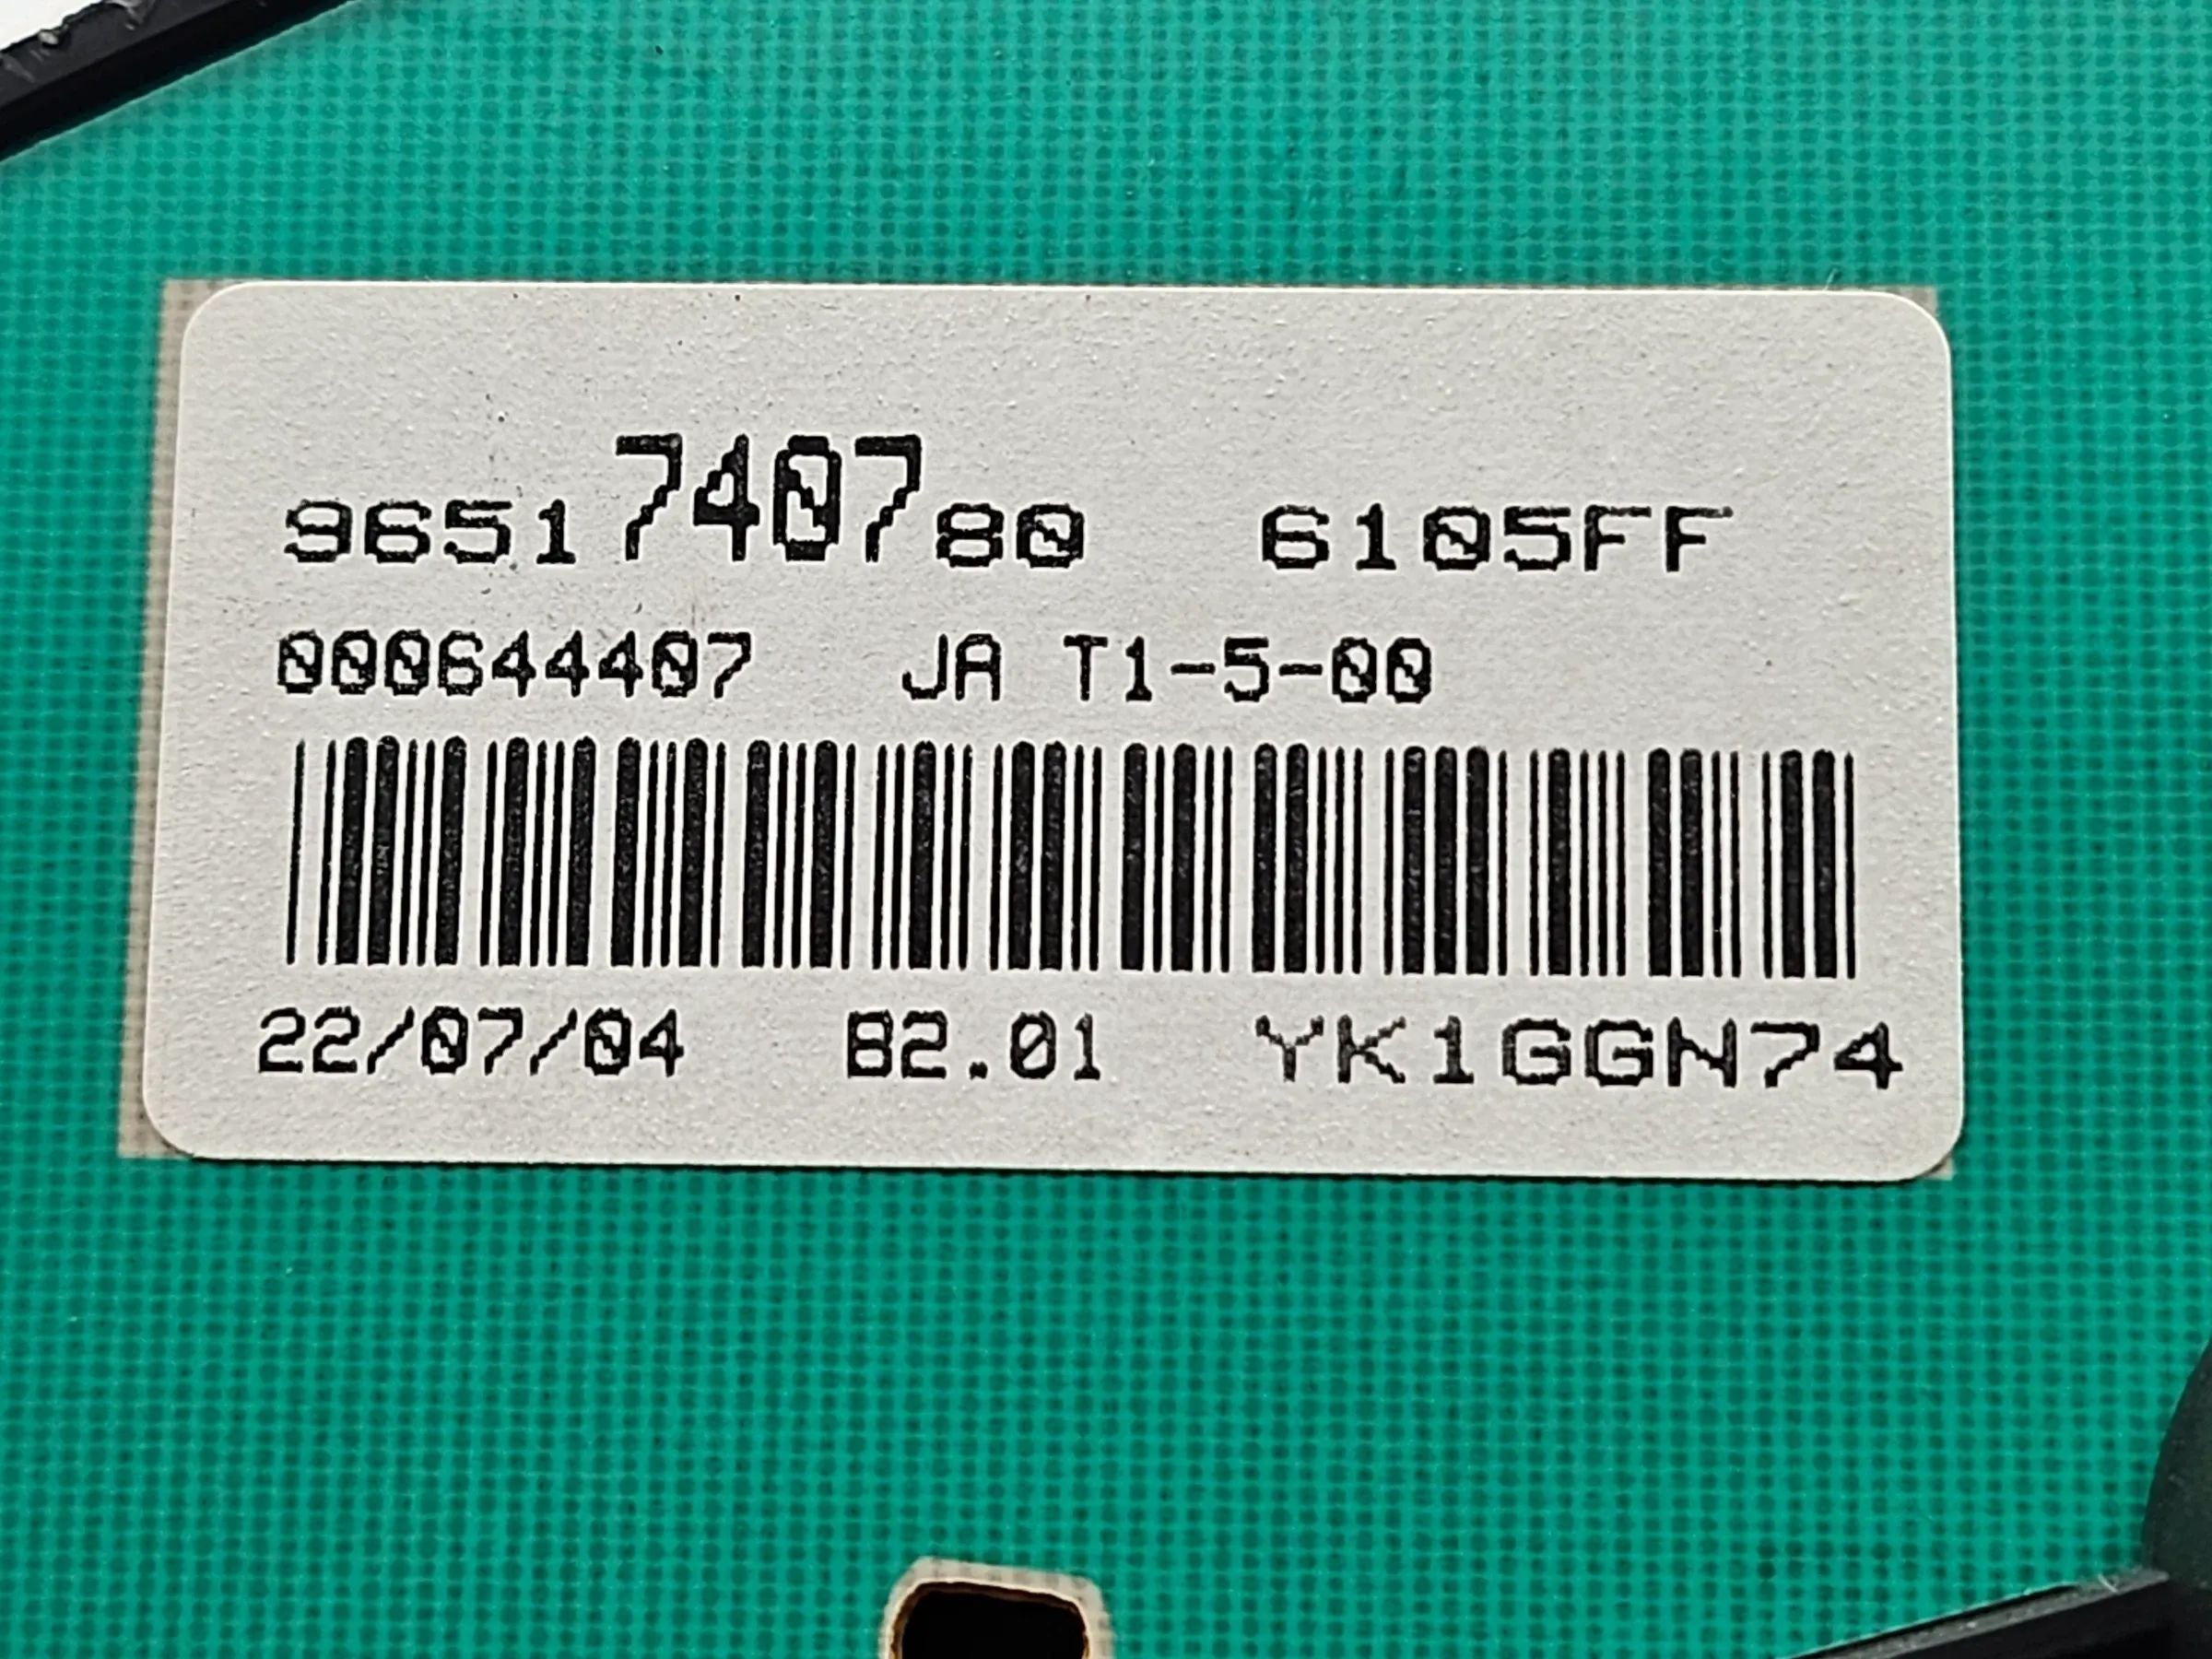 9651740780 6105FF
000644407 JA T1-5-00
22/07/04 B2.01 YK1GGN74